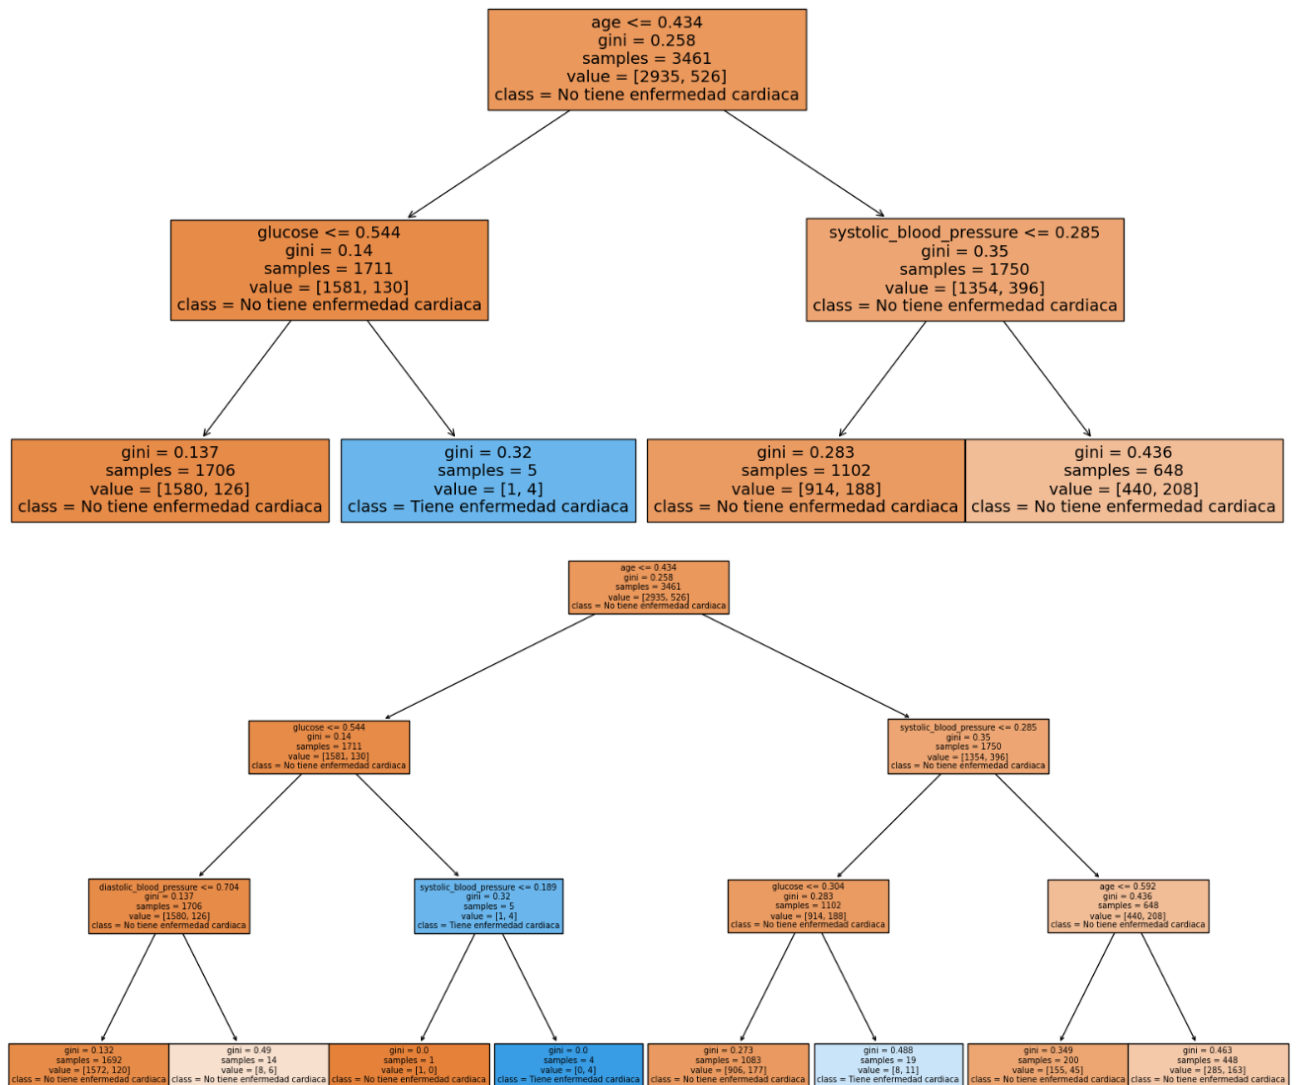 age <= 0.434
gini = 0.258
samples = 3461
value = [2935, 526]
class = No tiene enfermedad cardiaca
glucose <= 0.544
gini = 0.14
samples = 1711
value = [1581, 130]
class = No tiene enfermedad cardiaca
systolic_blood_pressure <= 0.285
gini = 0.35
samples = 1750
value = [1354, 396]
class = No tiene enfermedad cardiaca
gini = 0.137
samples = 1706
value = [1580, 126]
class = No tiene enfermedad cardiaca
gini = 0.32
samples = 5
value = [1, 4]
class = Tiene enfermedad cardiaca
gini = 0.283
samples = 1102
value = [914, 188]
class = No tiene enfermedad cardiaca
gini = 0.436
samples = 648
value = [440, 208]
class = No tiene enfermedad cardiaca
age <= 0.434
gini = 0.258
samples = 3461
value = [2935, 526]
class = No tiene enfermedad cardiaca
glucose <= 0.544
gini = 0.14
samples = 1711
value = [1581, 130]
class = No tiene enfermedad cardiaca
systolic_blood_pressure <= 0.285
gini = 0.35
samples = 1750
value = [1354, 396]
class = No tiene enfermedad cardiaca
diastolic_blood_pressure <= 0.704
gini = 0.137
samples = 1706
value = [1580, 126]
class = No tiene enfermedad cardiaca
systolic_blood_pressure <= 0.189
gini = 0.32
samples = 5
value = [1, 4]
class = Tiene enfermedad cardiaca
glucose <= 0.304
gini = 0.283
samples = 1102
value = [914, 188]
class = No tiene enfermedad cardiaca
age <= 0.592
gini = 0.436
samples = 648
value = [440, 208]
class = No tiene enfermedad cardiaca
gini = 0.132
samples = 1692
value = [1572, 120]
class = No tiene enfermedad cardiaca
gini = 0.49
samples = 14
value = [8, 6]
class = No tiene enfermedad cardiaca
gini = 0.0
samples = 1
value = [1, 0]
class = No tiene enfermedad cardiaca
gini = 0.0
samples = 4
value = [0, 4]
class = Tiene enfermedad cardiaca
gini = 0.273
samples = 1083
value = [906, 177]
class = No tiene enfermedad cardiaca
gini = 0.488
samples = 19
value = [8, 11]
class = Tiene enfermedad cardiaca
gini = 0.349
samples = 200
value = [155, 45]
class = No tiene enfermedad cardiaca
gini = 0.463
samples = 448
value = [285, 163]
class = No tiene enfermedad cardiaca